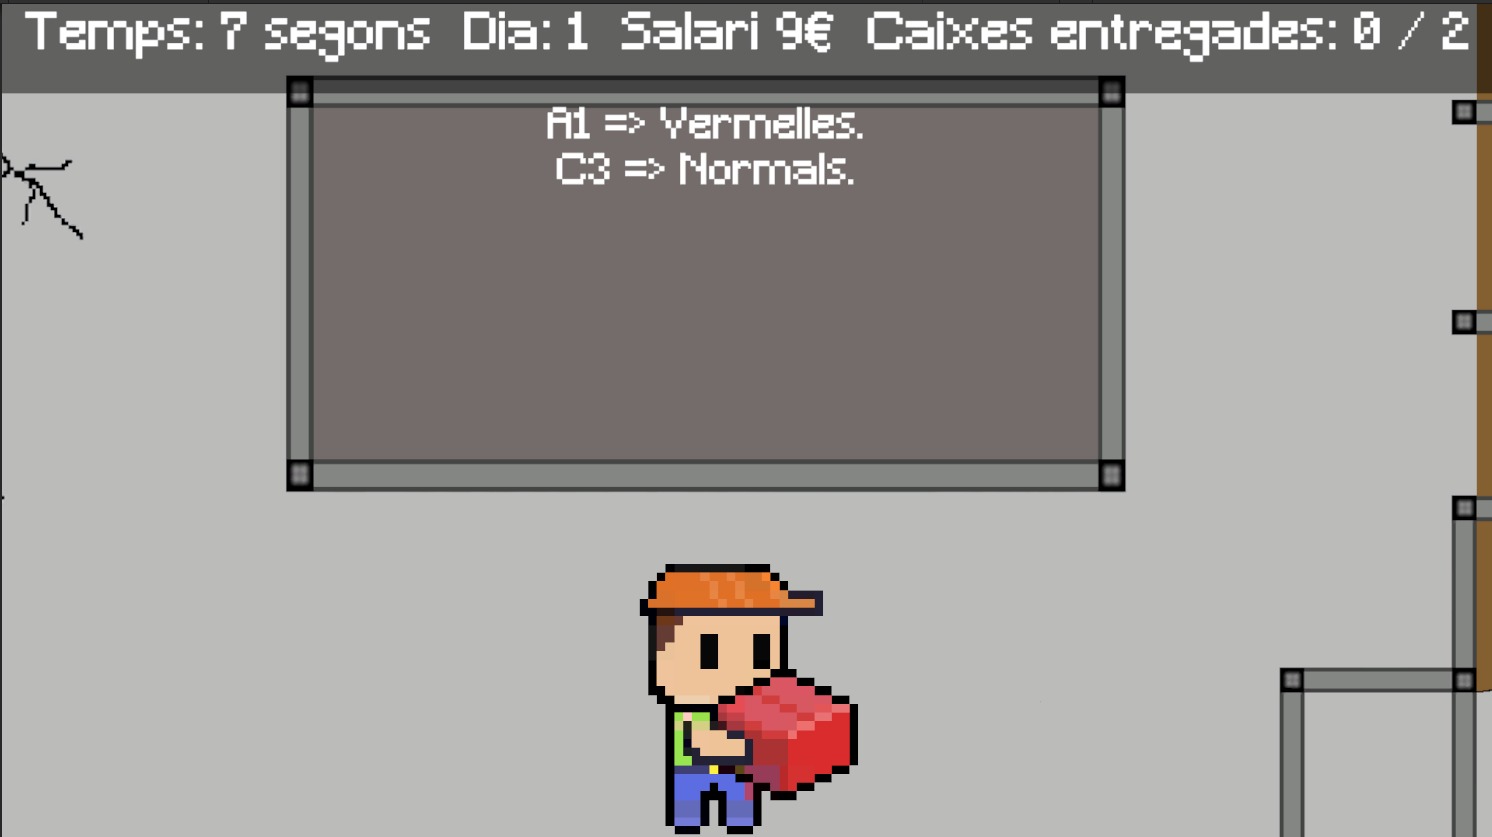 Temps: 7 segons  Dia: 1  Salari 9€  Caixes entregades: 0 / 2
A1 => Vermelles.
C3 => Normals.